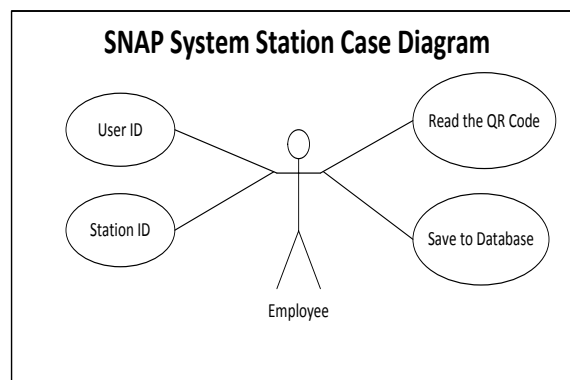 SNAP System Station Case Diagram
User ID
Read the QR Code
Station ID
Save to Database
Employee